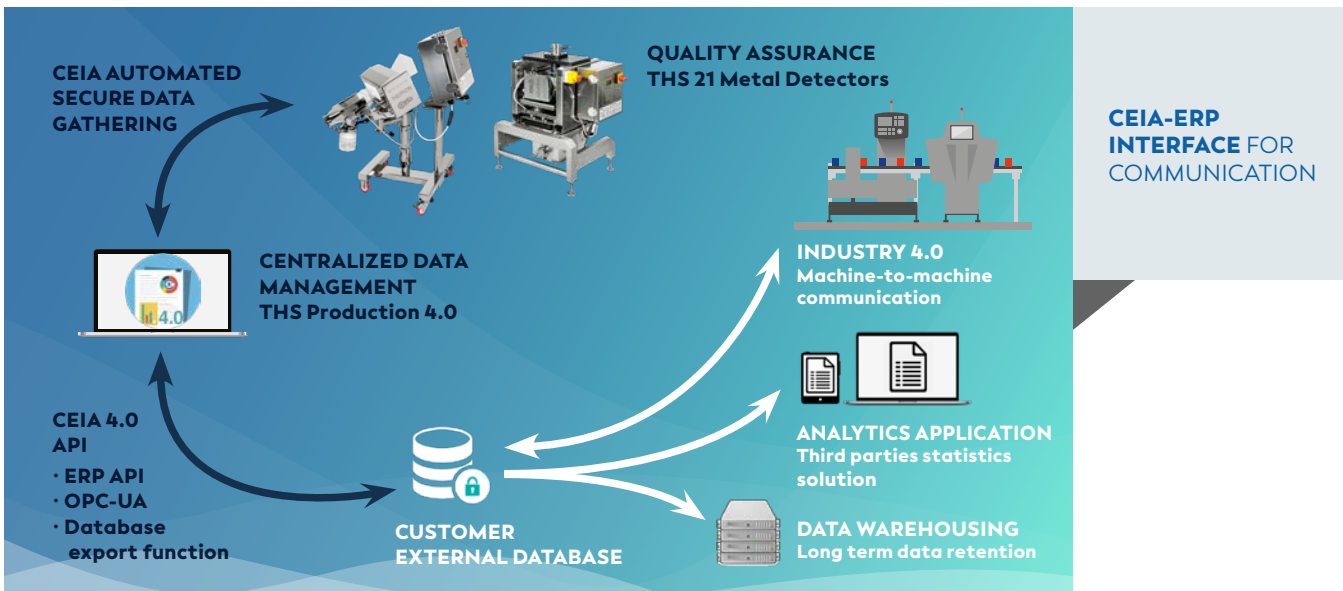 CEIA AUTOMATED
SECURE DATA
GATHERING
QUALITY ASSURANCE
THS 21 Metal Detectors
CEIA-ERP
INTERFACE FOR
COMMUNICATION
4.0
CENTRALIZED DATA
MANAGEMENT
THS Production 4.0
INDUSTRY 4.0
Machine-to-machine
communication
CEIA 4.0
API
· ERP API
· OPC-UA
· Database
export function
CUSTOMER
EXTERNAL DATABASE
ANALYTICS APPLICATION
Third parties statistics
solution
DATA WAREHOUSING
Long term data retention